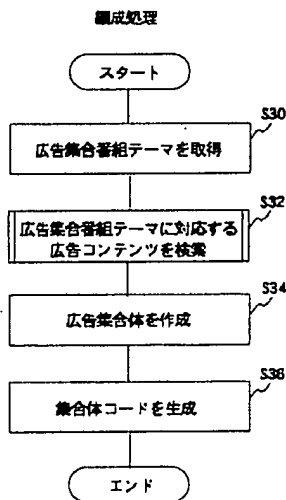 編成処理
スタート
S30
広告集合番組テーマを取得
S32
広告集合番組テーマに対応する
広告コンテンツを検索
S34
広告集合体を作成
S36
集合体コードを生成
エンド